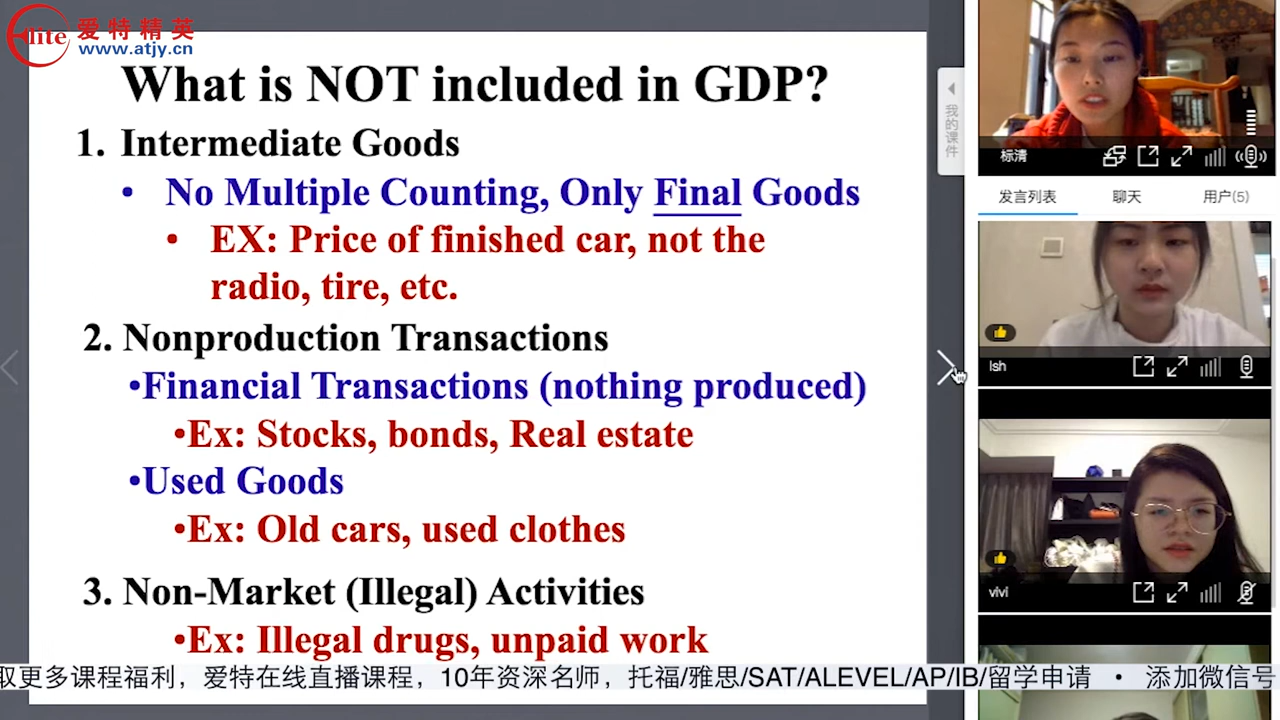 Elite 爱特精英
www.atjy.cn
What is NOT included in GDP?
1. Intermediate Goods
• No Multiple Counting, Only Final Goods
• EX: Price of finished car, not the
radio, tire, etc.
2. Nonproduction Transactions
•Financial Transactions (nothing produced)
•Ex: Stocks, bonds, Real estate
•Used Goods
•Ex: Old cars, used clothes
3. Non-Market (Illegal) Activities
•Ex: Illegal drugs, unpaid work
取更多课程福利，爱特在线直播课程，10年资深名师，托福/雅思/SAT/ALEVEL/AP/IB/留学申请 • 添加微信号
我的课件
标清
发言列表 聊天 用户(5)
lsh
vivi